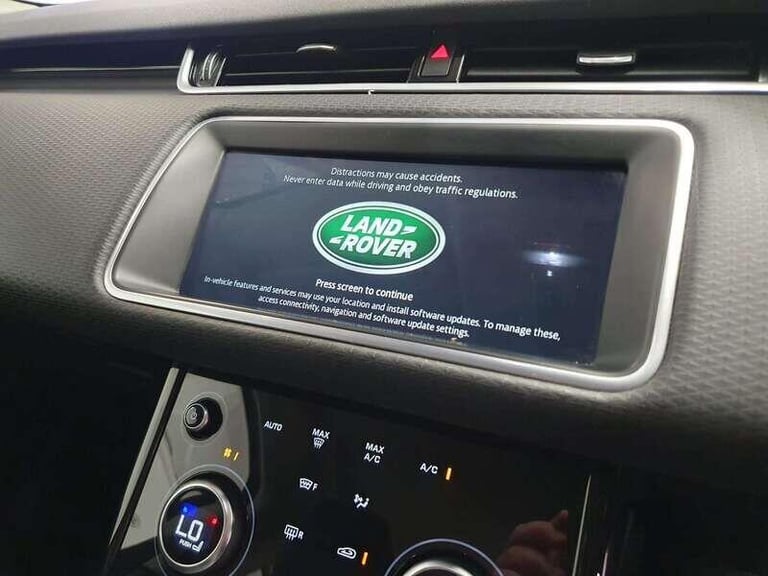 Distractions may cause accidents.
Never enter data while driving and obey traffic regulations.
LAND
ROVER
Press screen to continue
In-vehicle features and services may use your location and install software updates. To manage these,
access connectivity, navigation and software update settings.
AUTO
MAX
MAX
A/C
A/C
F
R
LO
PUSH